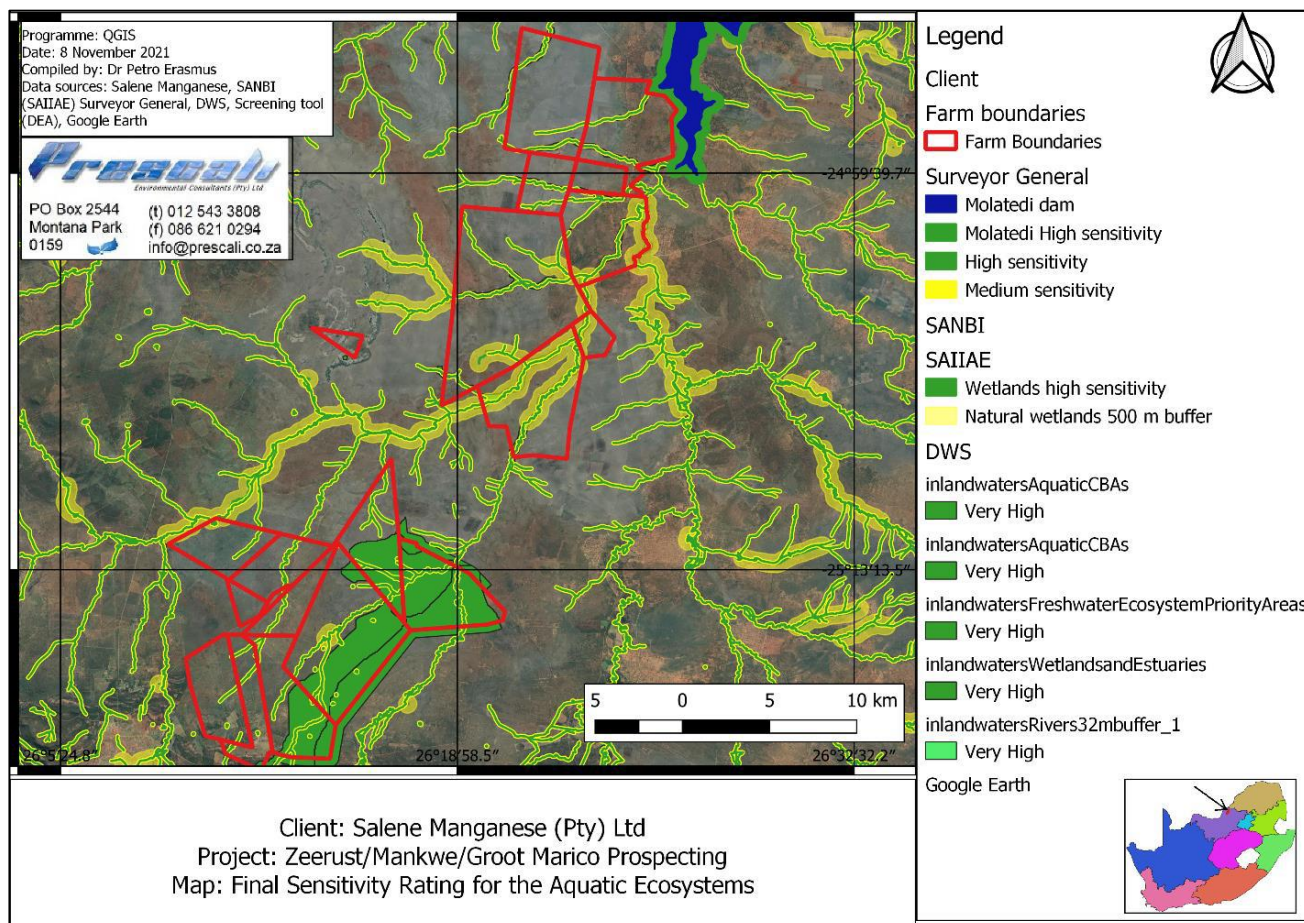 Programme: QGIS
Date: 8 November 2021
Compiled by: Dr Petro Erasmus
Data sources: Salene Manganese, SANBI
(SAIIAE) Surveyor General, DWS, Screening tool
(DEA), Google Earth
Prescali
Environmental Consultants (Pty) Ltd
PO Box 2544
Montana Park
0159
(t) 012 543 3808
(f) 086 621 0294
info@prescali.co.za
-24°59'39.7"
-25°13'13.5"
5 0 5 10 km
26°5'24.8"
26°18'58.5"
26°32'32.2"
Legend
Client
Farm boundaries
Farm Boundaries
Surveyor General
Molatedi dam
Molatedi High sensitivity
High sensitivity
Medium sensitivity
SANBI
SAIIAE
Wetlands high sensitivity
Natural wetlands 500 m buffer
DWS
inlandwatersAquaticCBAs
Very High
inlandwatersAquaticCBAs
Very High
inlandwatersFreshwaterEcosystemPriorityAreas
Very High
inlandwatersWetlandsandEstuaries
Very High
inlandwatersRivers32mbuffer_1
Very High
Google Earth
Client: Salene Manganese (Pty) Ltd
Project: Zeerust/Mankwe/Groot Marico Prospecting
Map: Final Sensitivity Rating for the Aquatic Ecosystems